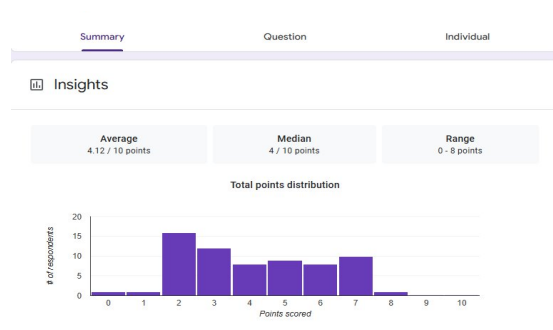 Summary Question Individual
Insights
Average Median Range
4.12 / 10 points 4 / 10 points 0 - 8 points
Total points distribution
# of respondents
20
15
10
5
0
0 1 2 3 4 5 6 7 8 9 10
Points scored